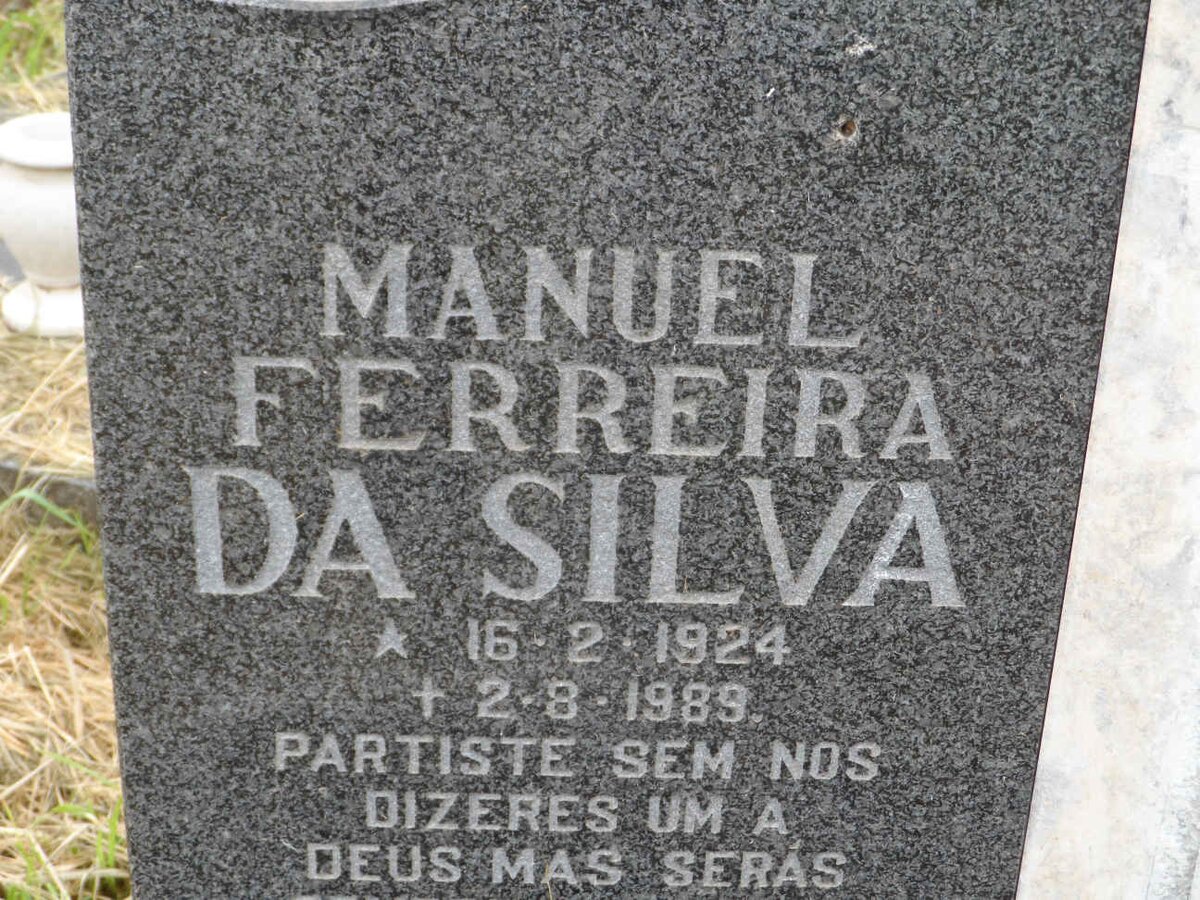 MANUEL
FERREIRA
DA SILVA
★ 16·2·1924
✝ 2·8·1989.
PARTISTE SEM NOS
DIZERES UM A
DEUS MAS SERÁS